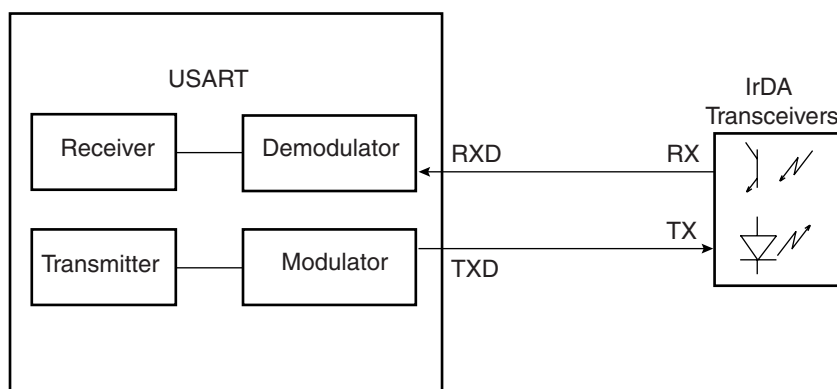 USART
IrDA
Transceivers
Receiver
Demodulator
RXD
RX
Transmitter
Modulator
TXD
TX